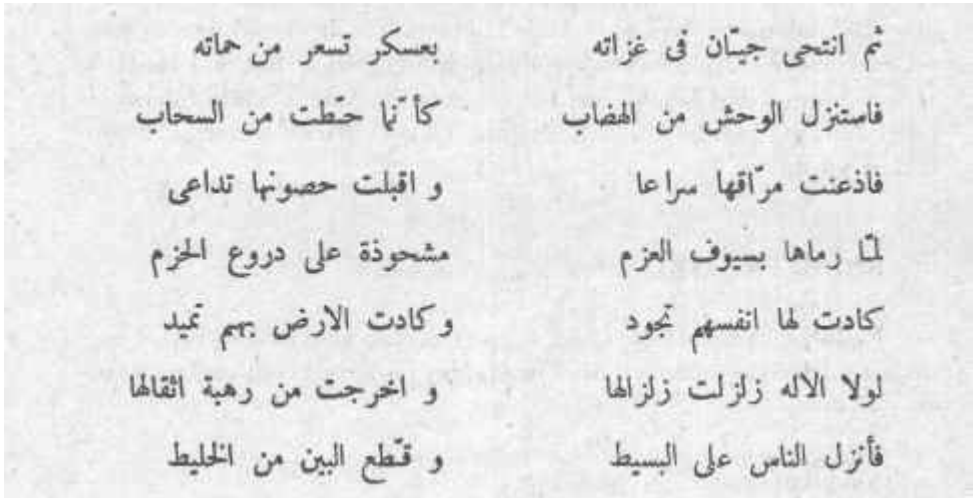 ثم انتحى جيّان فى غزاته بعسكر تسعر من حماته
فاستنزل الوحش من الهضاب كأنّما حطّت من السحاب
فاذعنت مرّاقها سراعا و اقبلت حصونها تداعى
لمّا رماها بسيوف العزم مشحوذة على دروع الحزم
كادت لها انفسهم تجود وكادت الارض بهم تميد
لولا الاله زلزلت زلزالها و اخرجت من رهبة اثقالها
فأنزل الناس على البسيط و قطّع البين من الخليط